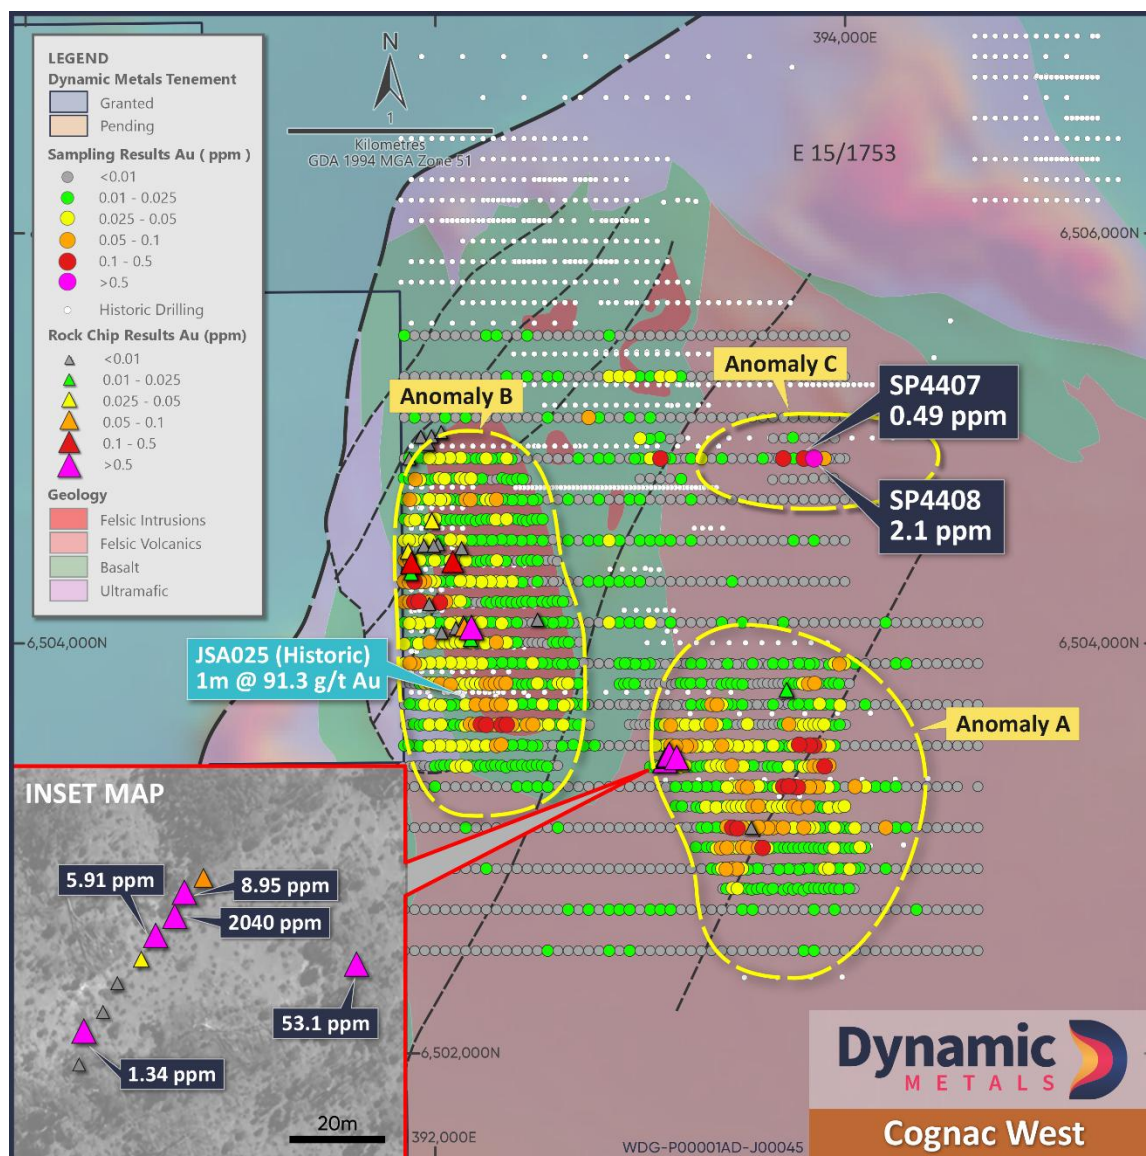 LEGEND
Dynamic Metals Tenement
Granted
Pending
Sampling Results Au ( ppm )
<0.01
0.01 - 0.025
0.025 - 0.05
0.05 - 0.1
0.1 - 0.5
>0.5
Historic Drilling
Rock Chip Results Au (ppm)
<0.01
0.01 - 0.025
0.025 - 0.05
0.05 - 0.1
0.1 - 0.5
>0.5
Geology
Felsic Intrusions
Felsic Volcanics
Basalt
Ultramafic
N
1
Kilometres
GDA 1994 MGA Zone 51
394,000E
E 15/1753
6,506,000N
Anomaly C
SP4407
0.49 ppm
Anomaly B
SP4408
2.1 ppm
6,504,000N
6,504,000N
JSA025 (Historic)
1m @ 91.3 g/t Au
Anomaly A
INSET MAP
5.91 ppm
8.95 ppm
2040 ppm
53.1 ppm
1.34 ppm
20m
6,502,000N
392,000E
WDG-P00001AD-J00045
Dynamic
METALS
Cognac West